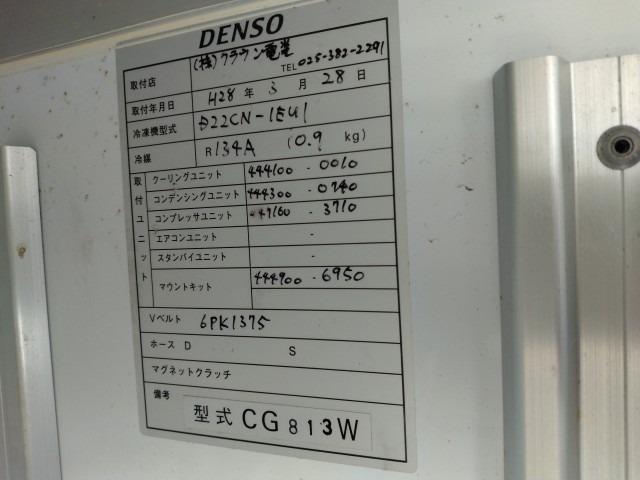 DENSO
取付店 (株)クラウン電業 TEL 025-382-2291
取付年月日 H28 年 3 月 28 日
冷凍機型式 D22CN-1EU1
冷媒 R134A (0.9 kg)
取付ユニット
クーリングユニット 444100 - 0010
コンデンシングユニット 444300 - 0740
コンプレッサユニット 447160 - 3710
エアコンユニット -
スタンバイユニット -
マウントキット 444900 - 6950
Vベルト 6PK1375
ホース D S
マグネットクラッチ
備考
型式 CG813W